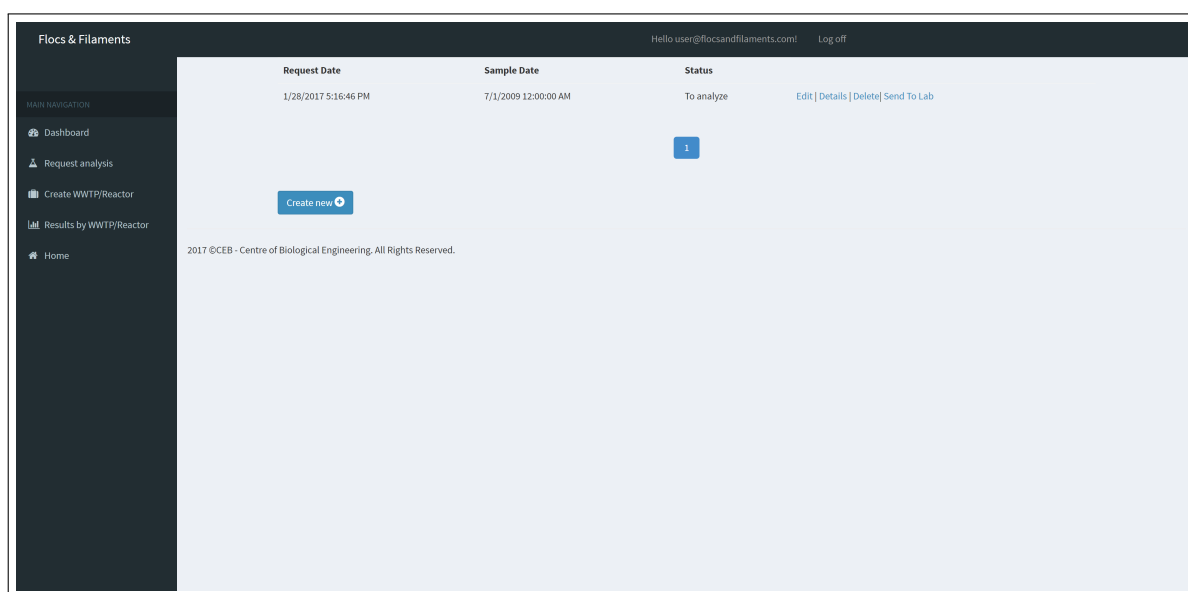 Flocs & Filaments
Hello user@flocsandfilaments.com! Log off
MAIN NAVIGATION
Dashboard
Request analysis
Create WWTP/Reactor
Results by WWTP/Reactor
Home
Request Date Sample Date Status
1/28/2017 5:16:46 PM 7/1/2009 12:00:00 AM To analyze Edit | Details | Delete| Send To Lab
1
Create new
2017 ©CEB - Centre of Biological Engineering. All Rights Reserved.